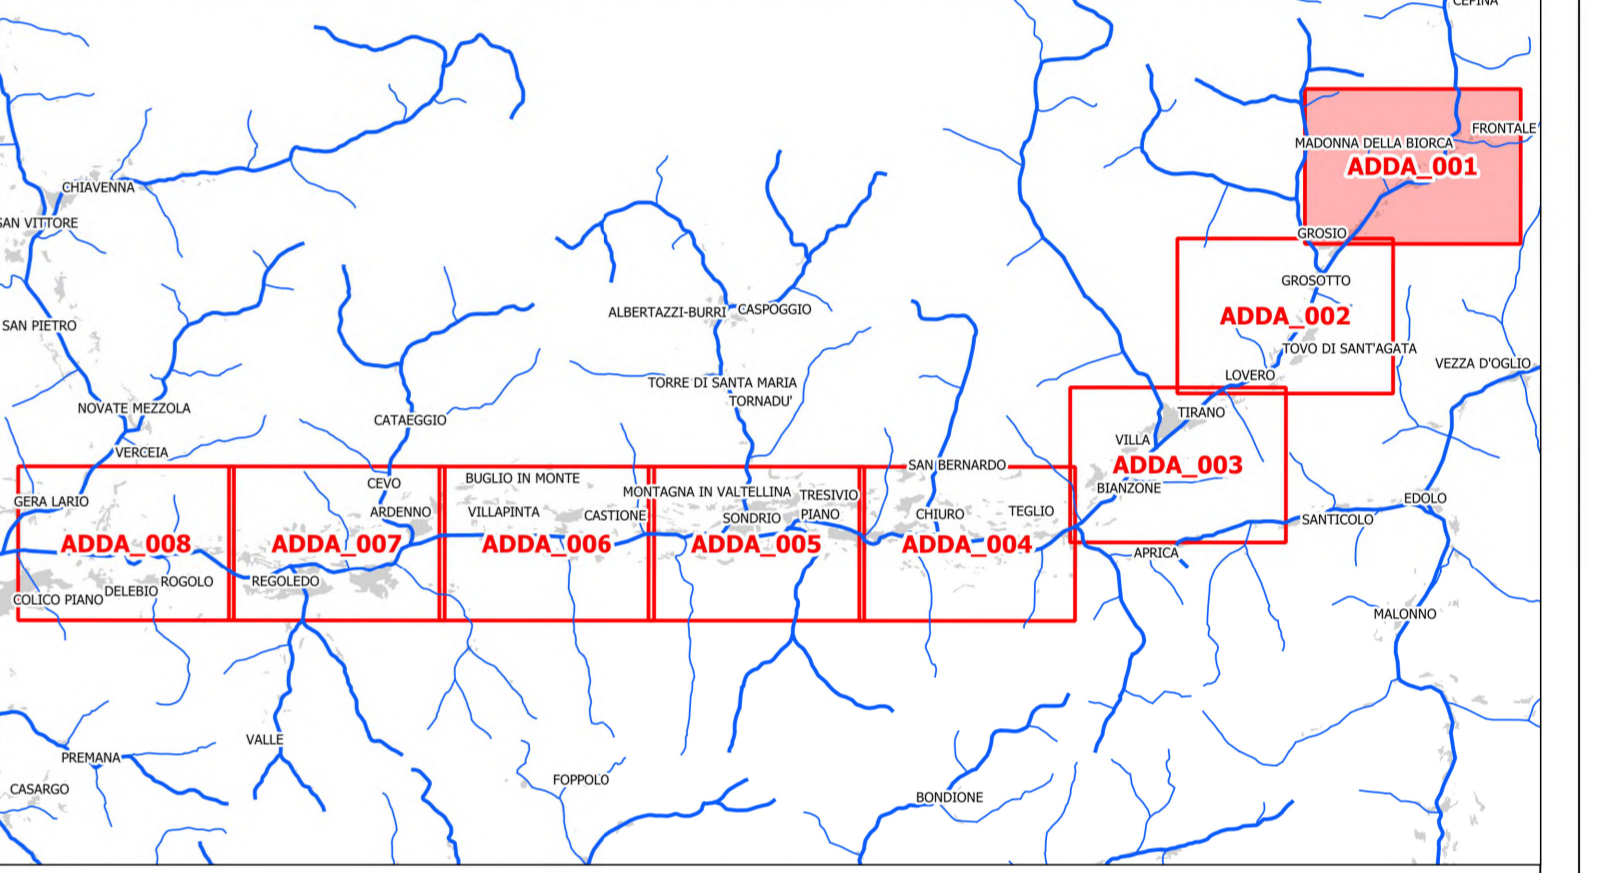 CEPINA
FRONTALE
MADONNA DELLA BIORCA
ADDA_001
CHIAVENNA
SAN VITTORE
GROSIO
GROSOTTO
ALBERTAZZI-BURRI
CASPOGGIO
ADDA_002
SAN PIETRO
TOVO DI SANT'AGATA
VEZZA D'OGLIO
LOVERO
TORRE DI SANTA MARIA
TORNADU'
NOVATE MEZZOLA
TIRANO
CATAEGGIO
VILLA
VERCEIA
ADDA_003
SAN BERNARDO
BUGLIO IN MONTE
CEVO
BIANZONE
MONTAGNA IN VALTELLINA
TRESIVIO
EDOLO
GERA LARIO
ARDENNO
VILLAPINTA
CASTIONE
SONDRIO
PIANO
CHIURO
TEGLIO
SANTICOLO
ADDA_008
ADDA_007
ADDA_006
ADDA_005
ADDA_004
APRICA
ROGOLO
REGOLEDO
DELEBIO
COLICO PIANO
MALONNO
VALLE
PREMANA
FOPPOLO
CASARGO
BONDIONE